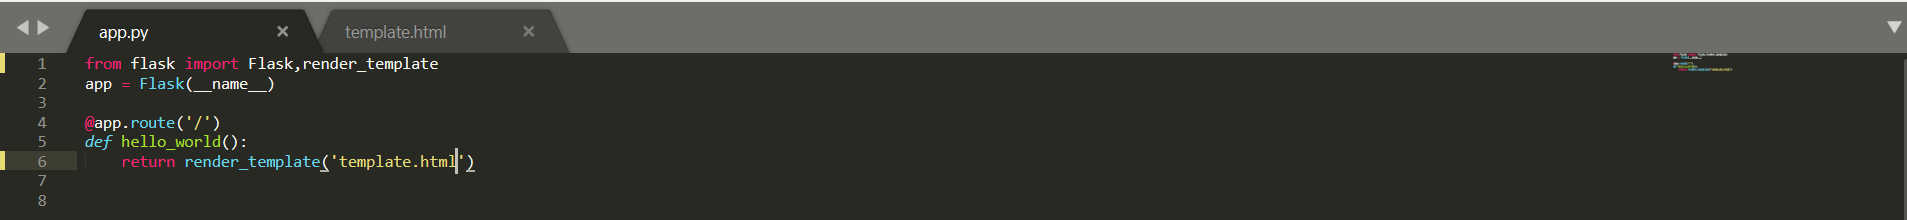 app.py × template.html ×
1 from flask import Flask,render_template
2 app = Flask(__name__)
3
4 @app.route('/')
5 def hello_world():
6 return render_template('template.html')
7
8